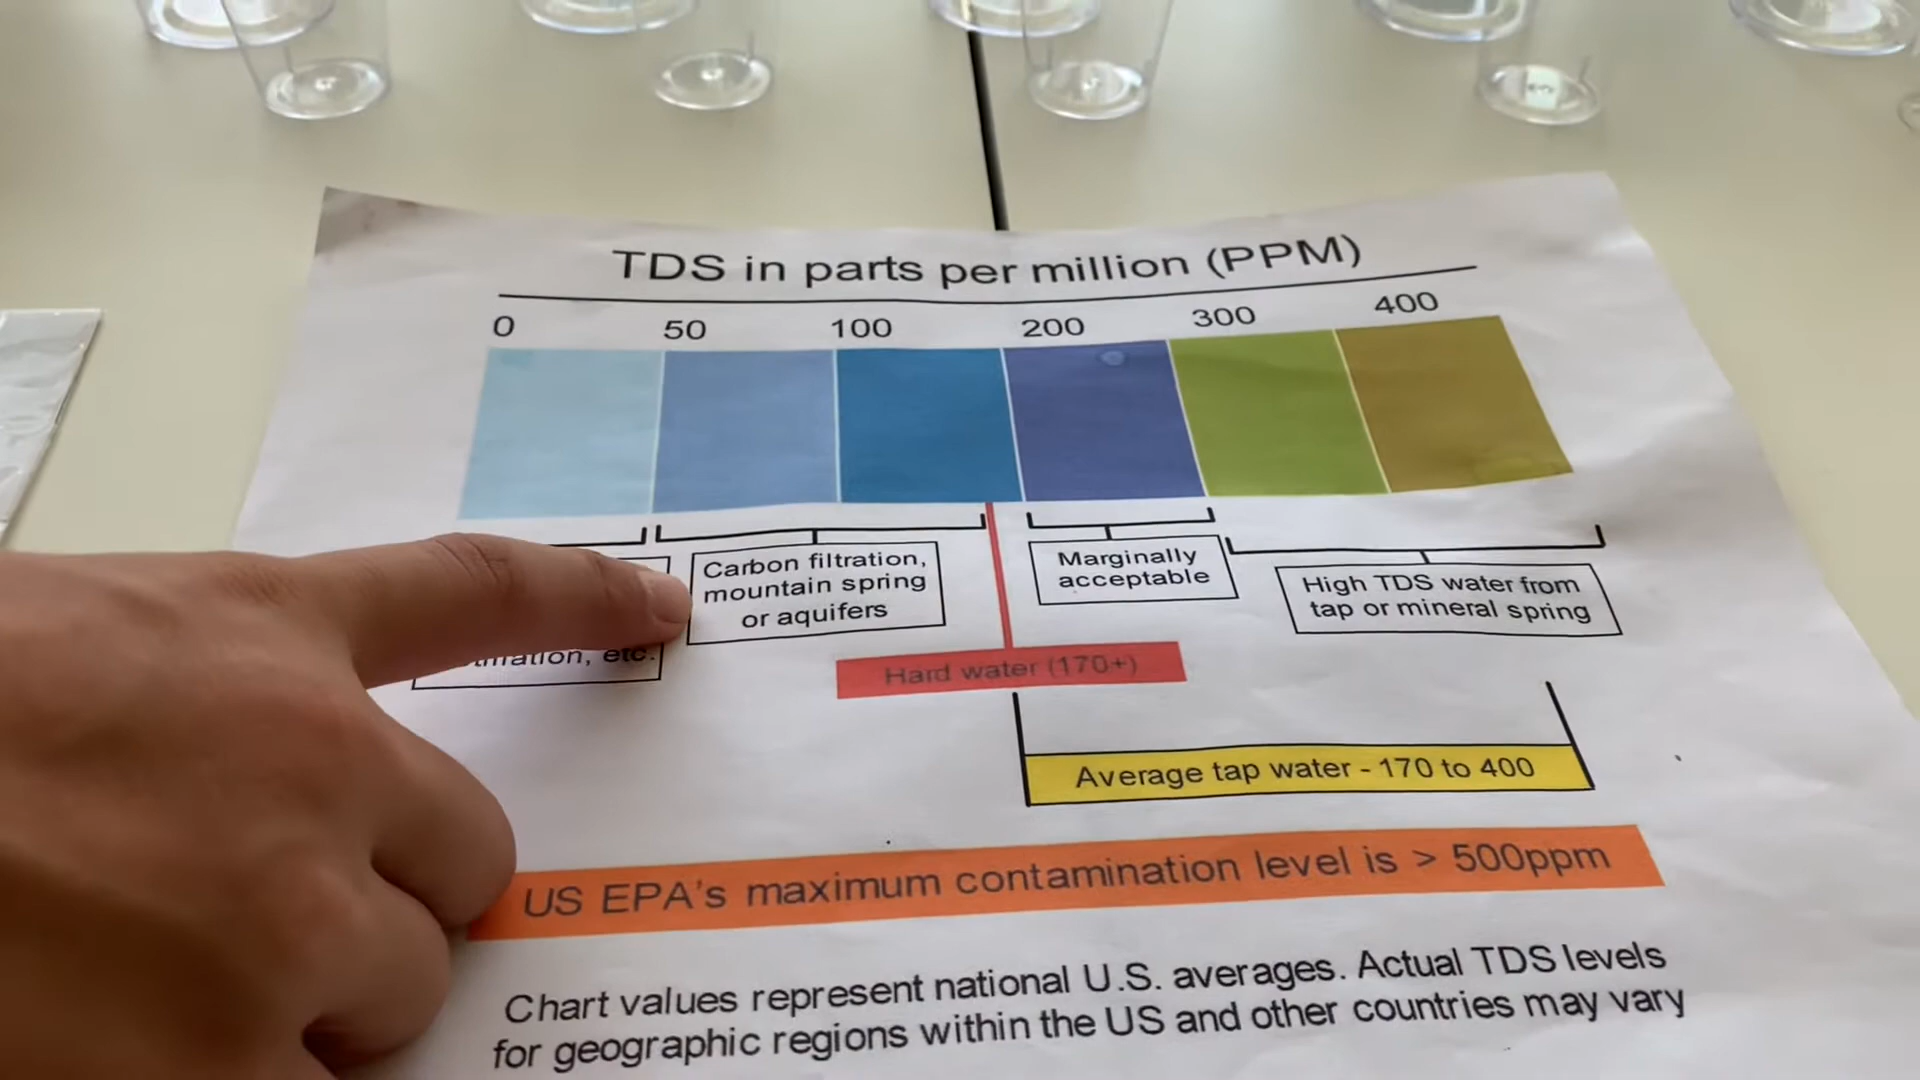 TDS in parts per million (PPM)
0 50 100 200 300 400
Carbon filtration,
mountain spring
or aquifers
Marginally
acceptable
High TDS water from
tap or mineral spring
etc.
Hard water (170+)
Average tap water - 170 to 400
US EPA's maximum contamination level is > 500ppm
Chart values represent national U.S. averages. Actual TDS levels
for geographic regions within the US and other countries may vary